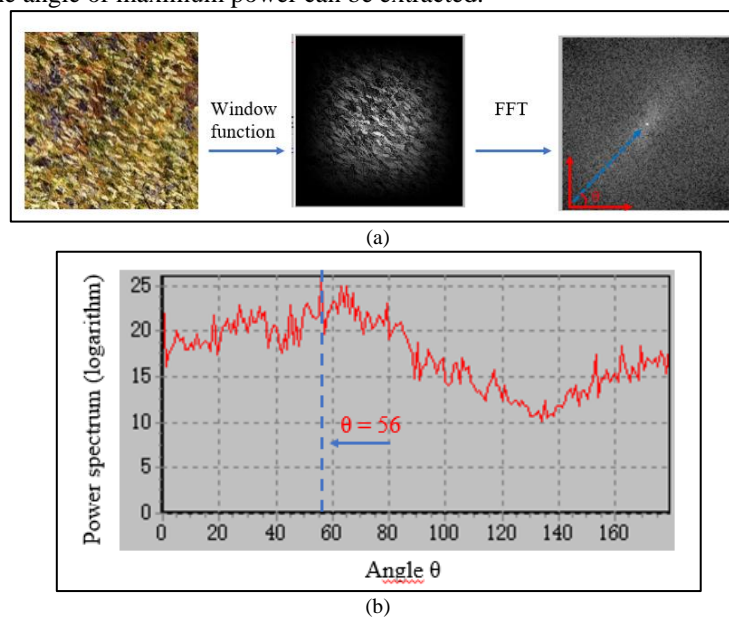 he angle of maximum power can be extracted.
Window
function
FFT
θ
(a)
Power spectrum (logarithm)
25
20
15
10
5
0
θ = 56
0 20 40 60 80 100 120 140 160
Angle θ
(b)